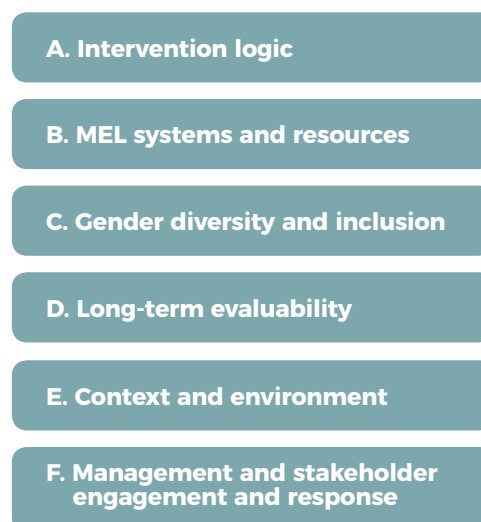 A. Intervention logic
B. MEL systems and resources
C. Gender diversity and inclusion
D. Long-term evaluability
E. Context and environment
F. Management and stakeholder
engagement and response